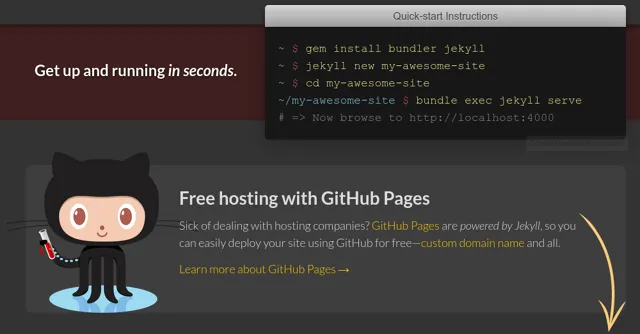 Quick-start Instructions
Get up and running in seconds.
~ $ gem install bundler jekyll
~ $ jekyll new my-awesome-site
~ $ cd my-awesome-site
~/my-awesome-site $ bundle exec jekyll serve
# => Now browse to http://localhost:4000
Free hosting with GitHub Pages
Sick of dealing with hosting companies? GitHub Pages are powered by Jekyll, so you
can easily deploy your site using GitHub for free—custom domain name and all.
Learn more about GitHub Pages →